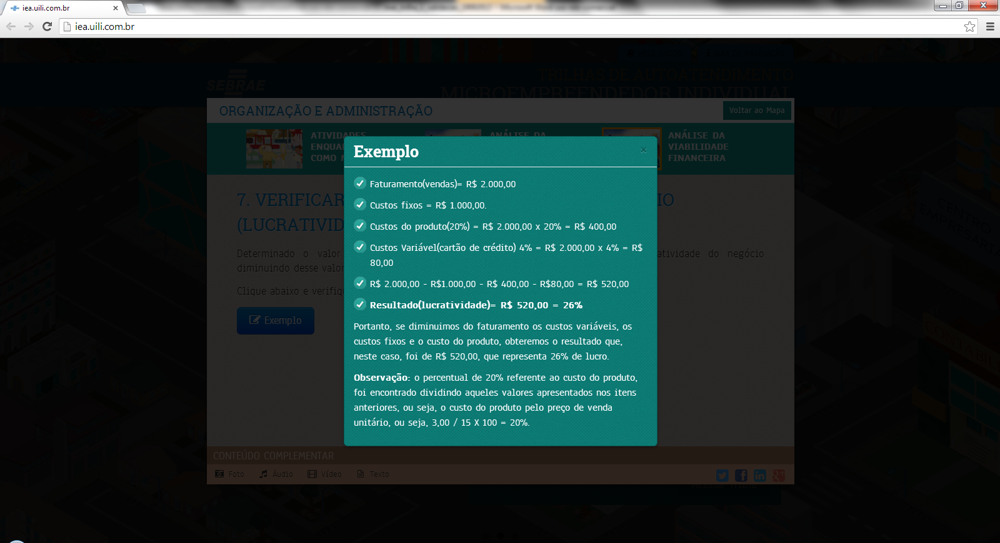 iea.uili.com.br
iea.uili.com.br
TRILHAS DE AUTOATENDIMENTO
SEBRAE
MICROEMPREENDEDOR INDIVIDUAL
ORGANIZAÇÃO E ADMINISTRAÇÃO
Voltar ao Mapa
ATIVIDADES
ANÁLISE DA
ANÁLISE DA
VIABILIDADE
FINANCEIRA
ENQUA
COMO
Exemplo
×
Faturamento(vendas)= R$ 2.000,00
Custos fixos = R$ 1.000,00.
Custos do produto(20%) = R$ 2.000,00 x 20% = R$ 400,00
Custos Variável(cartão de crédito) 4% = R$ 2.000,00 x 4% = R$
80,00
R$ 2.000,00 - R$1.000,00 - R$ 400,00 - R$80,00 = R$ 520,00
Resultado(lucratividade)= R$ 520,00 = 26%
Portanto, se diminuimos do faturamento os custos variáveis, os
custos fixos e o custo do produto, obteremos o resultado que,
neste caso, foi de R$ 520,00, que representa 26% de lucro.
Observação: o percentual de 20% referente ao custo do produto,
foi encontrado dividindo aqueles valores apresentados nos itens
anteriores, ou seja, o custo do produto pelo preço de venda
unitário, ou seja, 3,00 / 15 X 100 = 20%.
7. VERIFICAR
IO
(LUCRATIVID
Determinado o valor
atividade do negócio
diminuindo desse valor
Clique abaixo e verifiq
Exemplo
CONTEÚDO COMPLEMENTAR
Foto Áudio Vídeo Texto